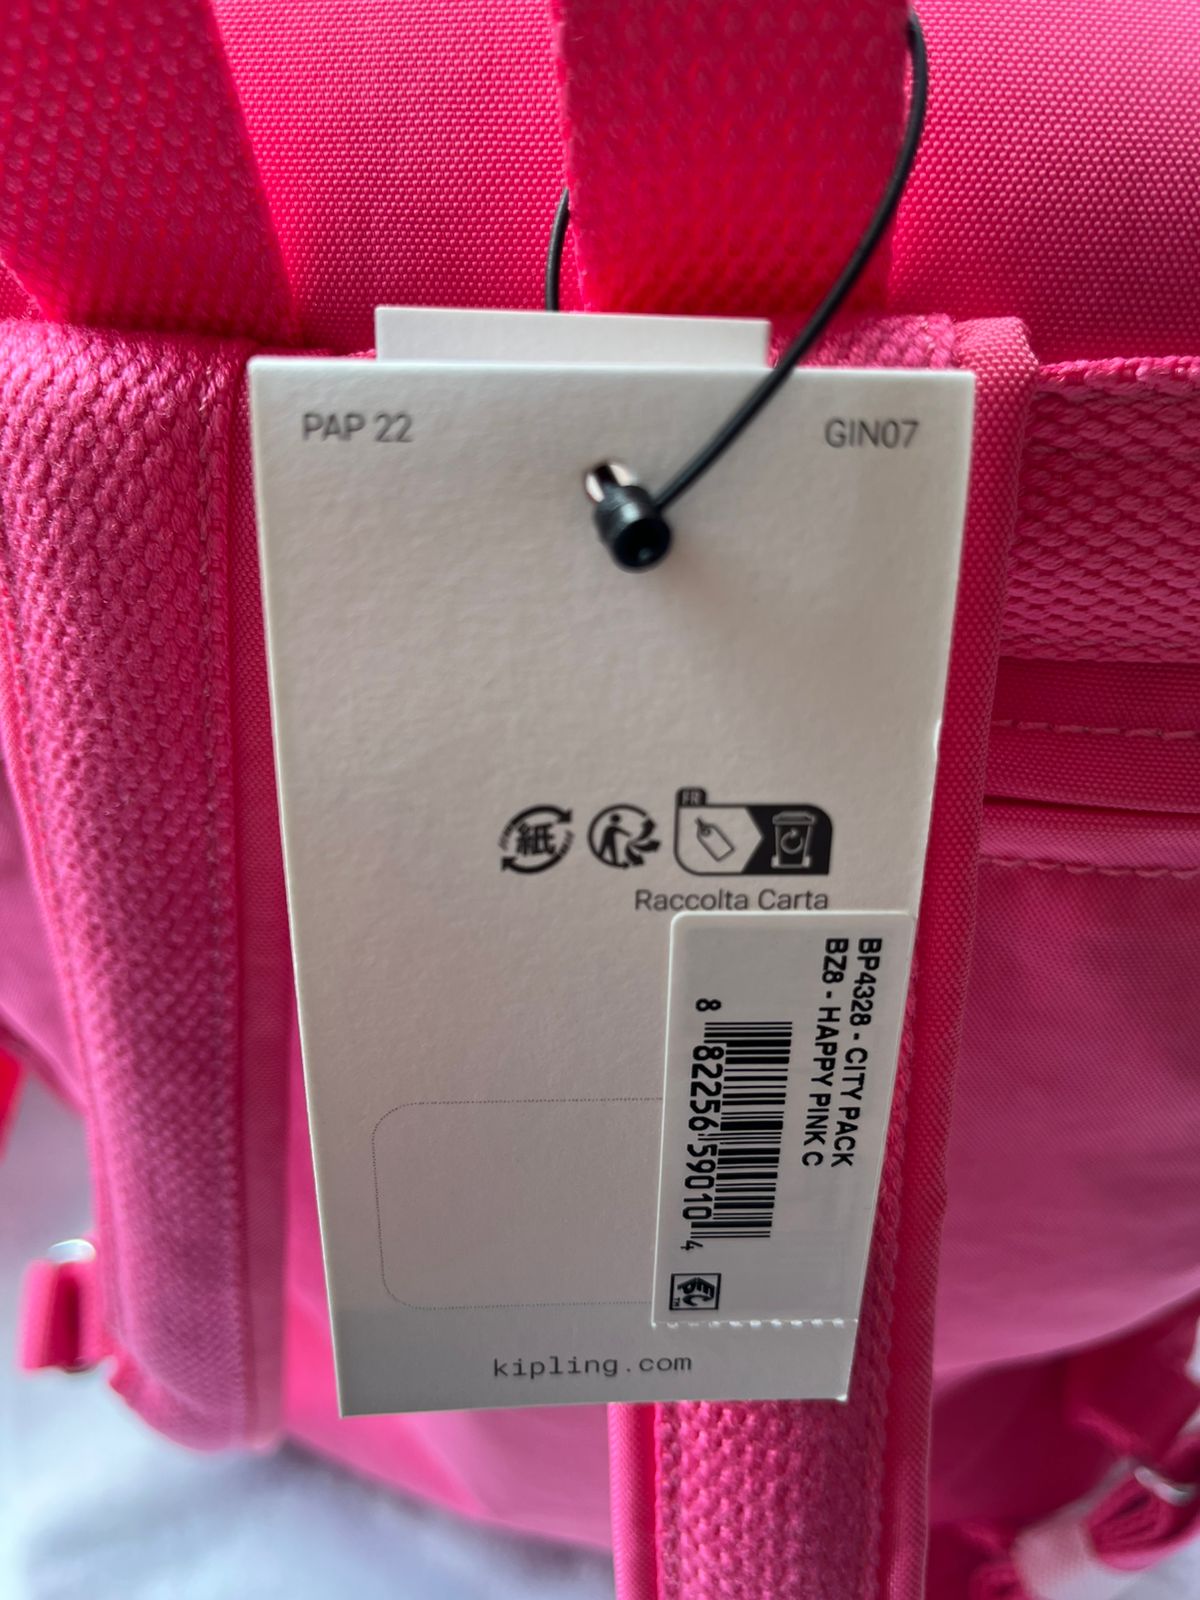 PAP 22
GIN07
紙
FR
Raccolta Carta
BP4328 - CITY PACK
BZ8 - HAPPY PINK C
8 82256 59010 4
EPC™
kipling.com